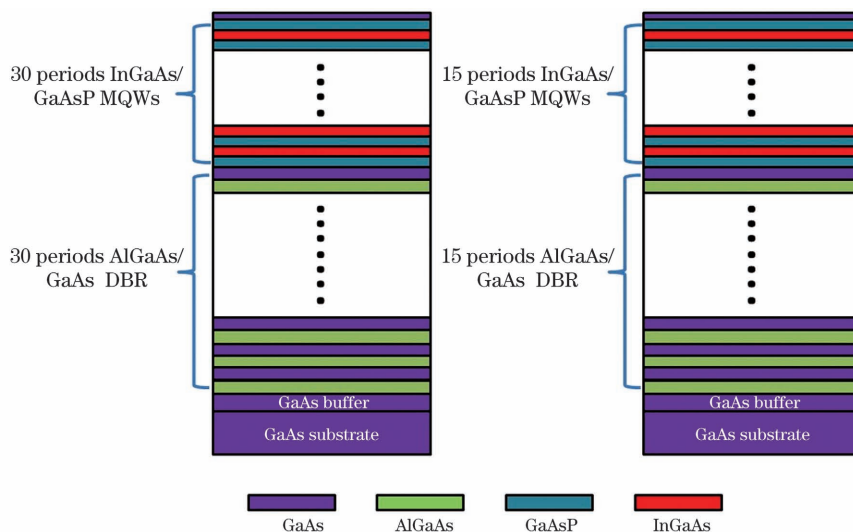 30 periods InGaAs/
GaAsP MQWs
30 periods AlGaAs/
GaAs DBR
GaAs buffer
GaAs substrate
15 periods InGaAs/
GaAsP MQWs
15 periods AlGaAs/
GaAs DBR
GaAs buffer
GaAs substrate
GaAs
AlGaAs
GaAsP
InGaAs